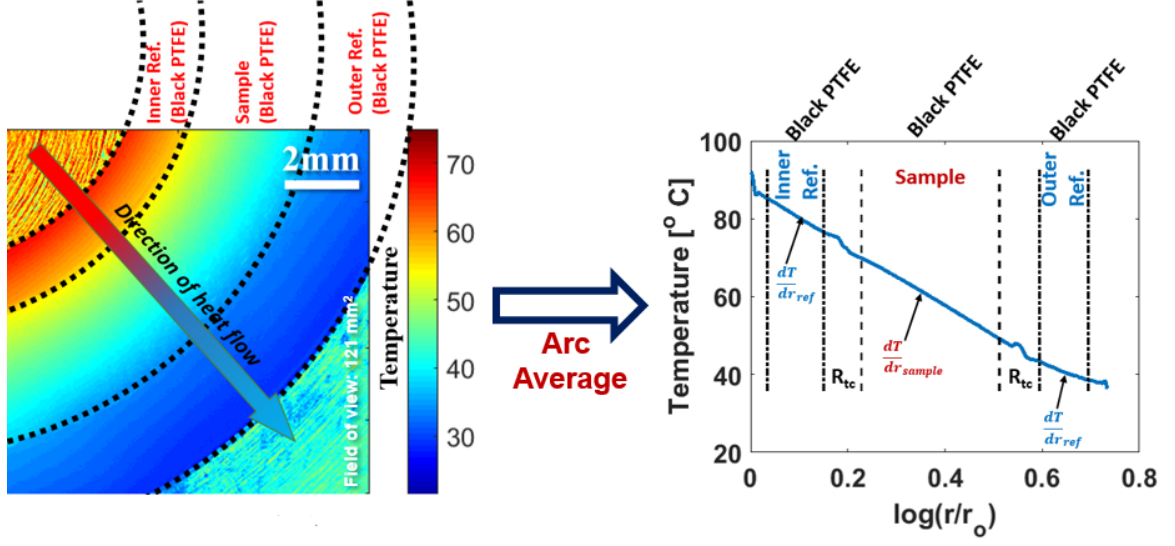 Inner Ref.
(Black PTFE)
Sample
(Black PTFE)
Outer Ref.
(Black PTFE)
2mm
Direction of heat flow
Field of view: 121 mm²
70
60
50
40
30
Temperature
Arc
Average
Black PTFE
Black PTFE
Black PTFE
100
80
60
40
20
Temperature [° C]
Inner
Ref.
Sample
Outer
Ref.
dT
dr ref
dT
dr sample
dT
dr ref
Rtc
Rtc
0
0.2
0.4
0.6
0.8
log(r/ro)